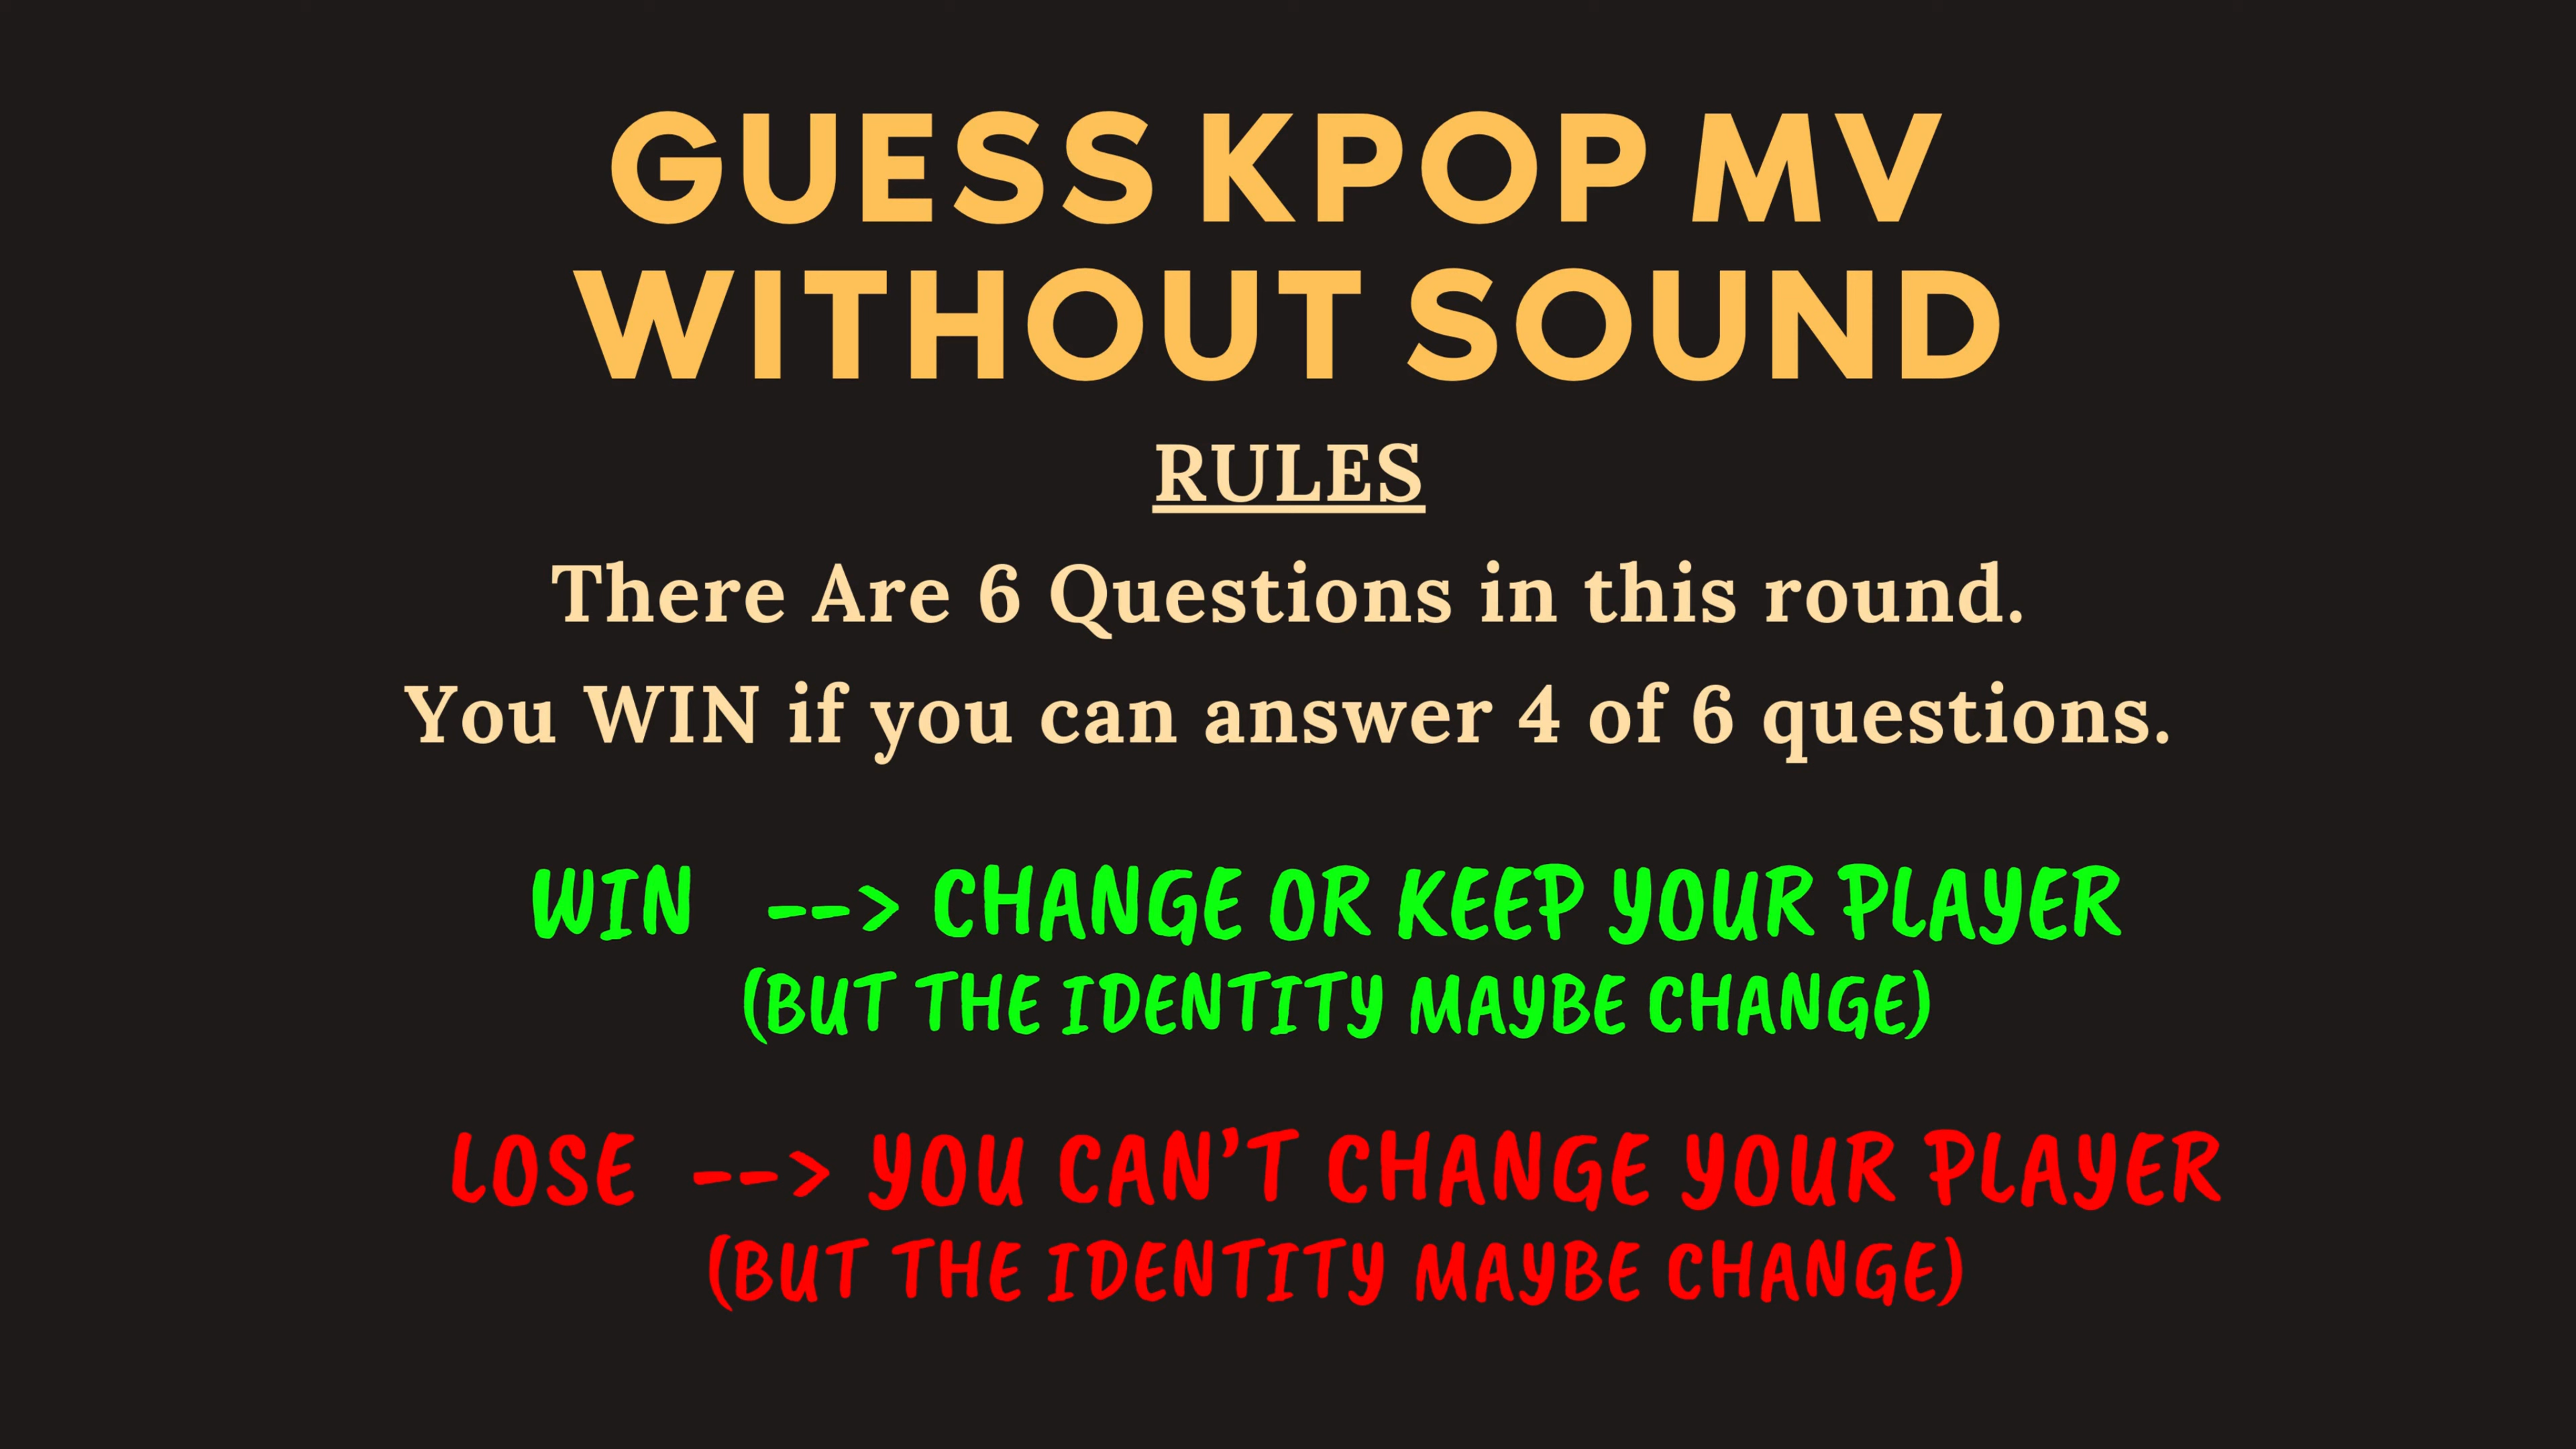 GUESS KPOP MV
WITHOUT SOUND
RULES
There Are 6 Questions in this round.
You WIN if you can answer 4 of 6 questions.
WIN --> CHANGE OR KEEP YOUR PLAYER
(BUT THE IDENTITY MAYBE CHANGE)
LOSE --> YOU CAN'T CHANGE YOUR PLAYER
(BUT THE IDENTITY MAYBE CHANGE)